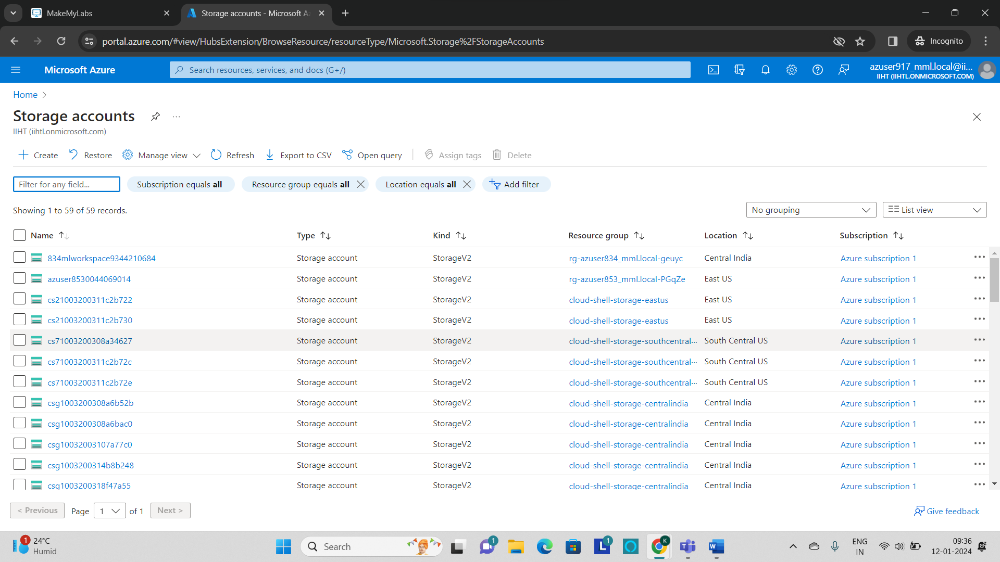 MakeMyLabs
Storage accounts - Microsoft Az
portal.azure.com/#view/HubsExtension/BrowseResource/resourceType/Microsoft.Storage%2FStorageAccounts
Incognito
Microsoft Azure
Search resources, services, and docs (G+/)
azuser917_mml.local@ii...
IIHT (IIHTL.ONMICROSOFT.COM)
Home
Storage accounts
...
IIHT (iihtl.onmicrosoft.com)
Create Restore Manage view Refresh Export to CSV Open query Assign tags Delete
Filter for any field... Subscription equals all Resource group equals all Location equals all Add filter
Showing 1 to 59 of 59 records. No grouping List view
Name Type Kind Resource group Location Subscription
834mlworkspace9344210684 Storage account StorageV2 rg-azuser834_mml.local-geuyc Central India Azure subscription 1 ...
azuser8530044069014 Storage account StorageV2 rg-azuser853_mml.local-PGqZe East US Azure subscription 1 ...
cs21003200311c2b722 Storage account StorageV2 cloud-shell-storage-eastus East US Azure subscription 1 ...
cs21003200311c2b730 Storage account StorageV2 cloud-shell-storage-eastus East US Azure subscription 1 ...
cs71003200308a34627 Storage account StorageV2 cloud-shell-storage-southcentral... South Central US Azure subscription 1 ...
cs71003200311c2b72c Storage account StorageV2 cloud-shell-storage-southcentral... South Central US Azure subscription 1 ...
cs71003200311c2b72e Storage account StorageV2 cloud-shell-storage-southcentral... South Central US Azure subscription 1 ...
csg1003200308a6b52b Storage account StorageV2 cloud-shell-storage-centralindia Central India Azure subscription 1 ...
csg1003200308a6bac0 Storage account StorageV2 cloud-shell-storage-centralindia Central India Azure subscription 1 ...
csg10032003107a77c0 Storage account StorageV2 cloud-shell-storage-centralindia Central India Azure subscription 1 ...
csg1003200314b8b248 Storage account StorageV2 cloud-shell-storage-centralindia Central India Azure subscription 1 ...
csg1003200318f47a55 Storage account StorageV2 cloud-shell-storage-centralindia Central India Azure subscription 1 ...
< Previous Page 1 of 1 Next > Give feedback
1 24°C
Humid
Search
1
L 1
K
T
W
ENG
IN
09:36
12-01-2024